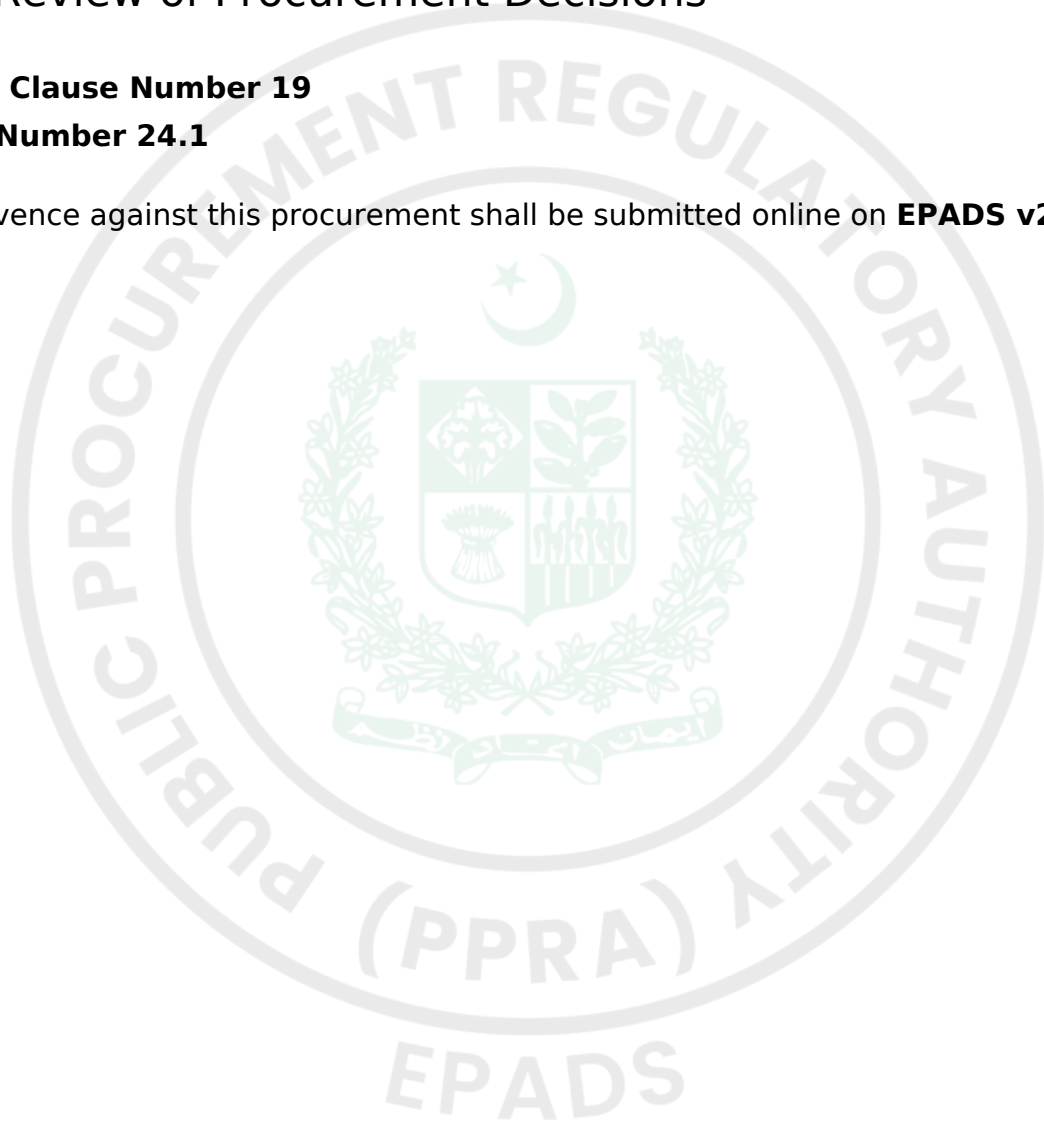 Review of Procurement Decisions
Clause Number 19
Number 24.1
vence against this procurement shall be submitted online on EPADS v2
PUBLIC PROCUREMENT REGULATORY AUTHORITY
(PPRA)
EPADS